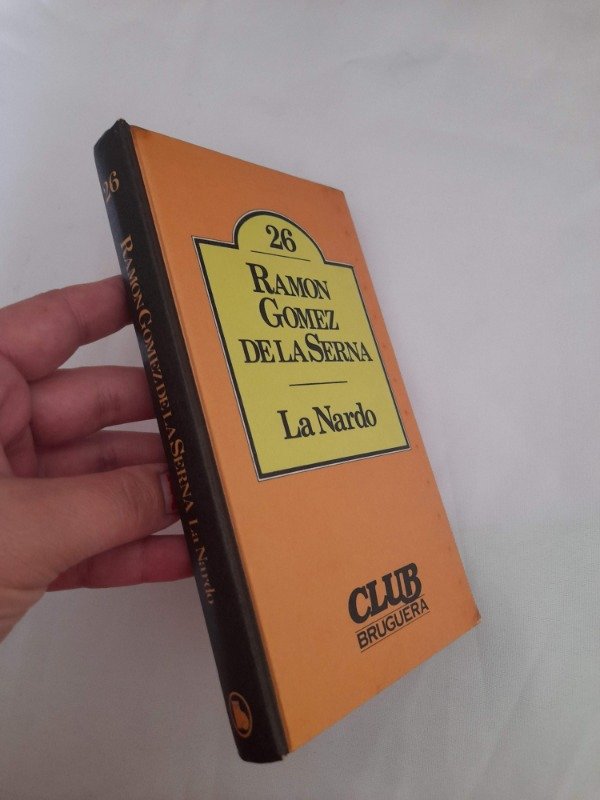 26
RAMON
GOMEZ
DE LA SERNA
La Nardo
CLUB
BRUGUERA
26 RAMON GOMEZ DE LA SERNA La Nardo